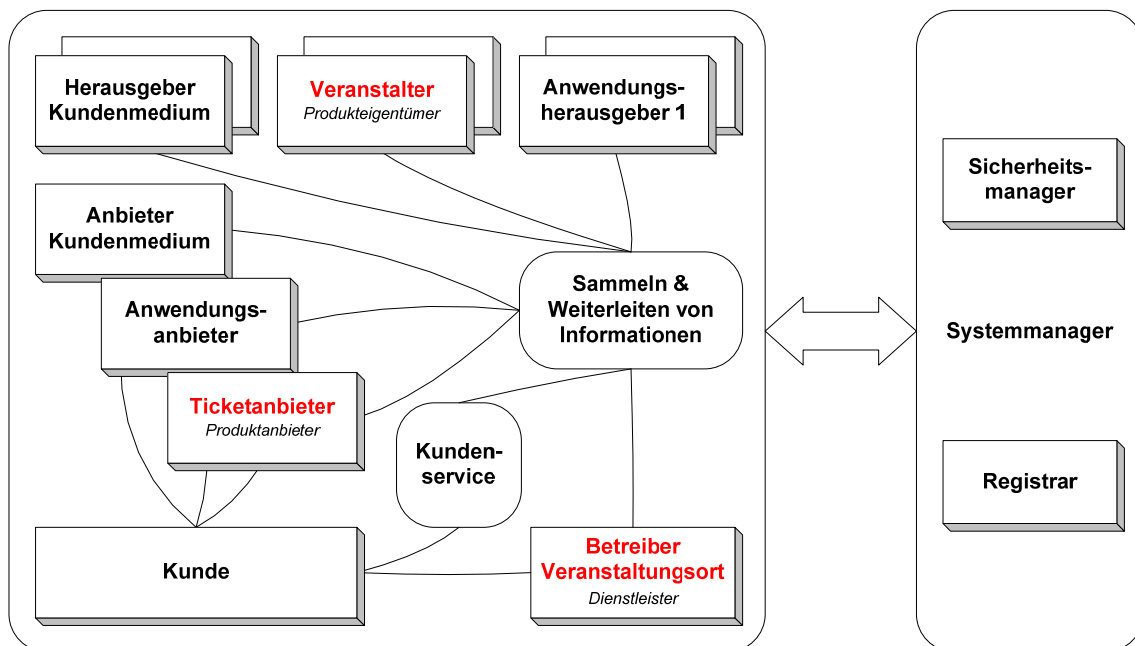 Herausgeber
Kundenmedium
Veranstalter
Produkteigentümer
Anwendungs-
herausgeber 1
Anbieter
Kundenmedium
Anwendungs-
anbieter
Ticketanbieter
Produktanbieter
Sammeln &
Weiterleiten von
Informationen
Kunden-
service
Kunde
Betreiber
Veranstaltungsort
Dienstleister
Sicherheits-
manager
Systemmanager
Registrar